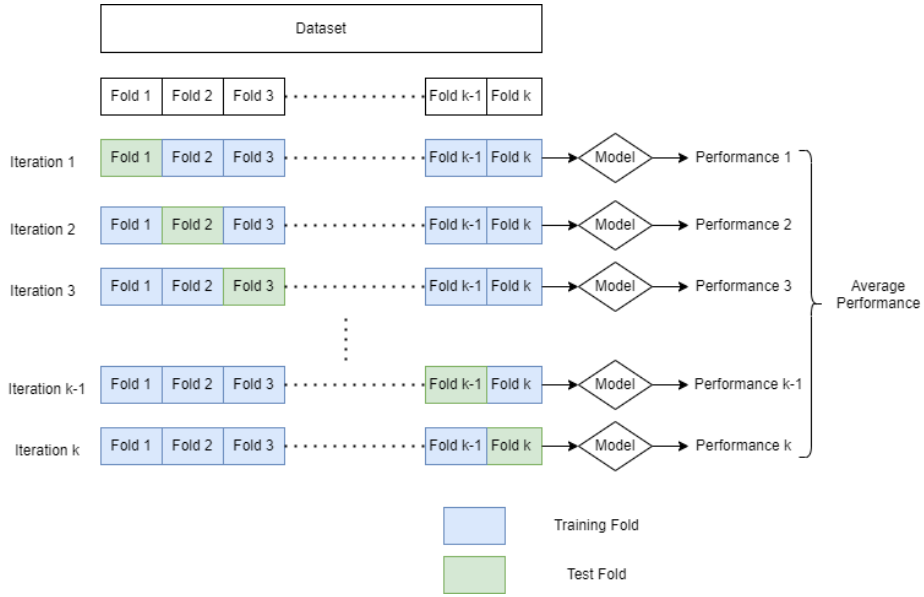 Dataset
Fold 1 Fold 2 Fold 3 Fold k-1 Fold k
Iteration 1 Fold 1 Fold 2 Fold 3 Fold k-1 Fold k Model Performance 1
Iteration 2 Fold 1 Fold 2 Fold 3 Fold k-1 Fold k Model Performance 2
Iteration 3 Fold 1 Fold 2 Fold 3 Fold k-1 Fold k Model Performance 3
Average
Performance
Iteration k-1 Fold 1 Fold 2 Fold 3 Fold k-1 Fold k Model Performance k-1
Iteration k Fold 1 Fold 2 Fold 3 Fold k-1 Fold k Model Performance k
Training Fold
Test Fold